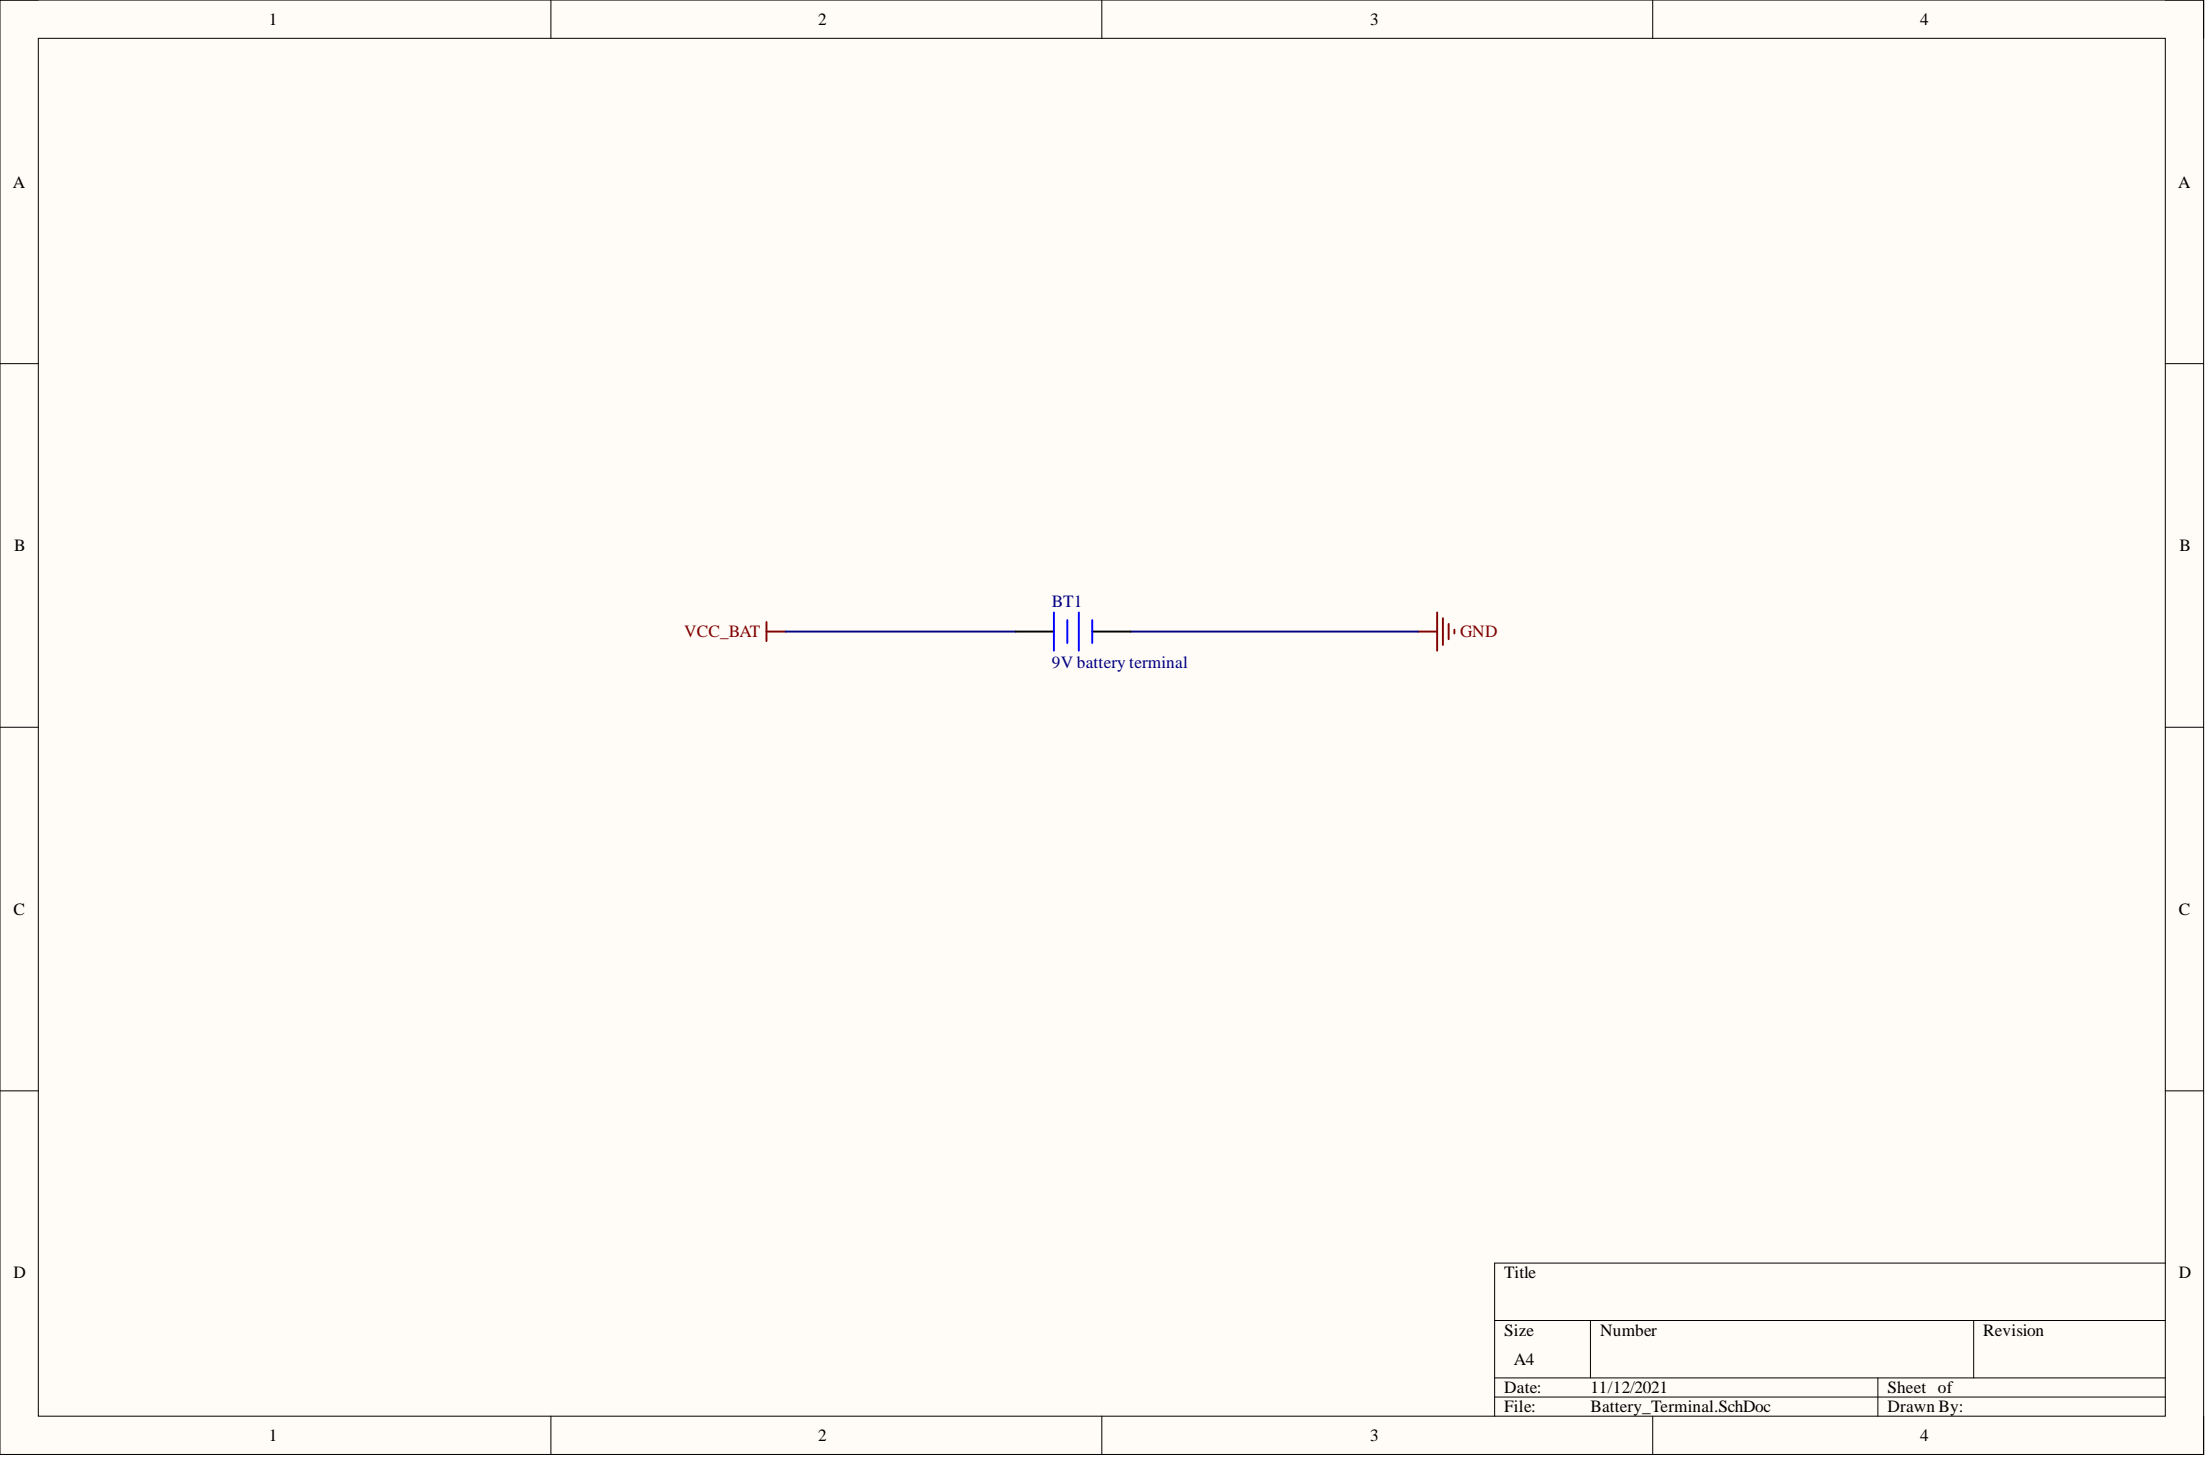 1 2 3 4
A A
B B
BT1
VCC_BAT GND
9V battery terminal
C C
D D
Title
Size Number Revision
A4
Date: 11/12/2021 Sheet of
File: Battery_Terminal.SchDoc Drawn By:
1 2 3 4